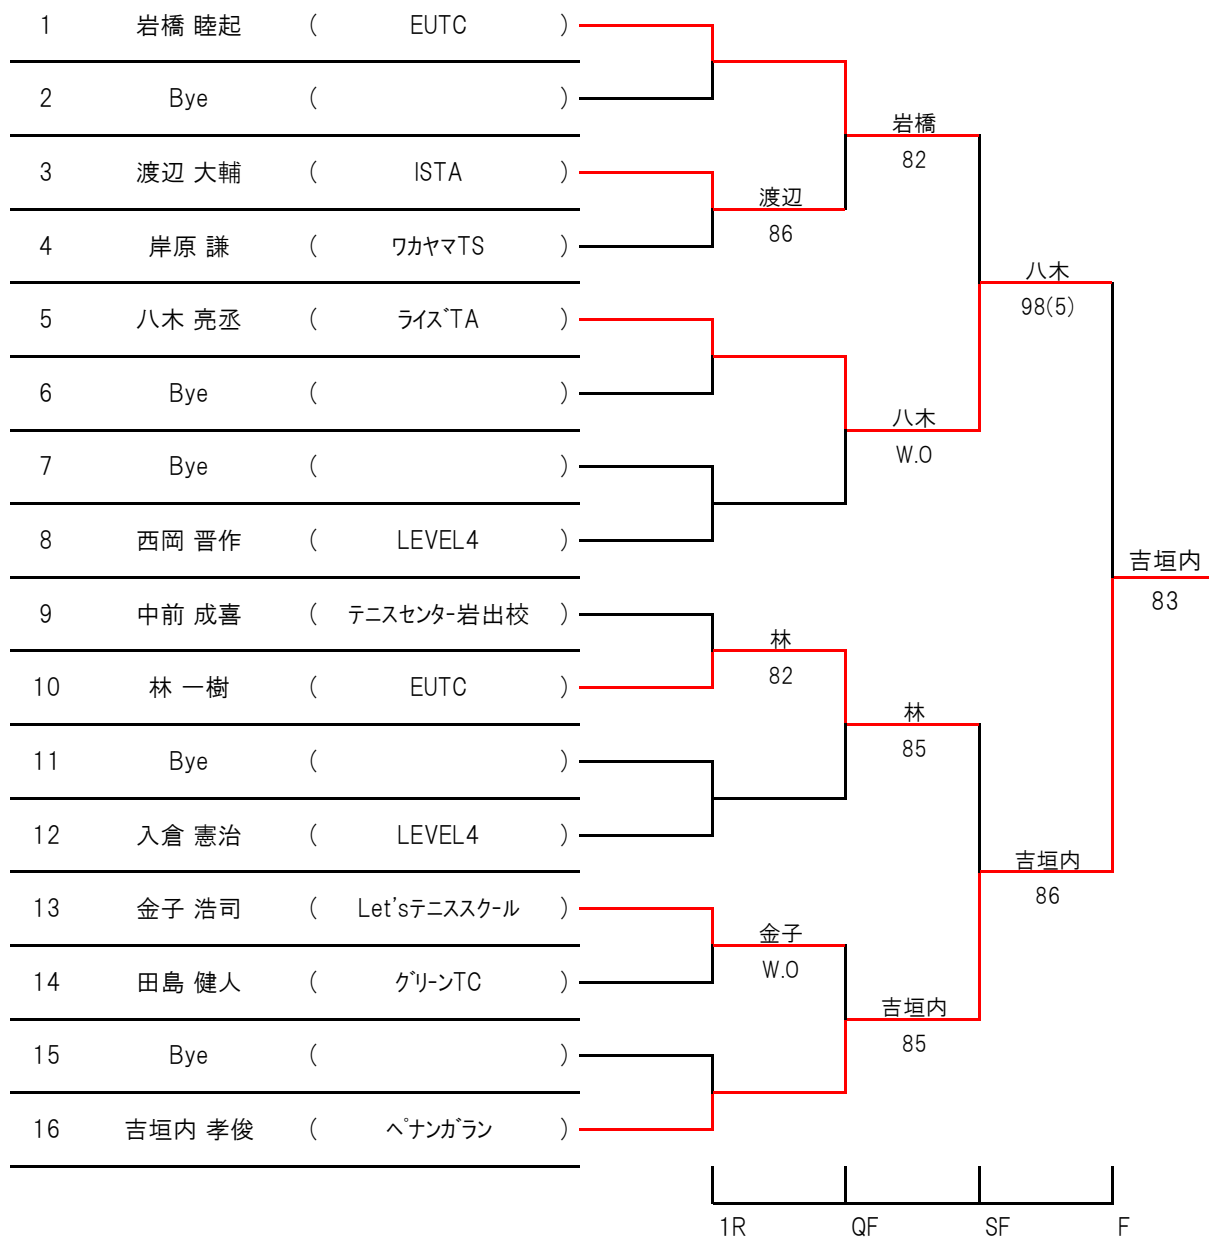 1 岩橋 睦起 ( EUTC )
2 Bye ( )
岩橋
82
3 渡辺 大輔 ( ISTA )
渡辺
86
4 岸原 謙 ( ワカヤマTS )
八木
98(5)
5 八木 亮丞 ( ライズTA )
6 Bye ( )
八木
W.O
7 Bye ( )
8 西岡 晋作 ( LEVEL4 )
吉垣内
83
9 中前 成喜 ( テニスセンター岩出校 )
林
82
10 林 一樹 ( EUTC )
林
85
11 Bye ( )
12 入倉 憲治 ( LEVEL4 )
吉垣内
86
13 金子 浩司 ( Let'sテニススクール )
金子
W.O
14 田島 健人 ( グリーンTC )
吉垣内
85
15 Bye ( )
16 吉垣内 孝俊 ( ペナンガラン )
1R QF SF F